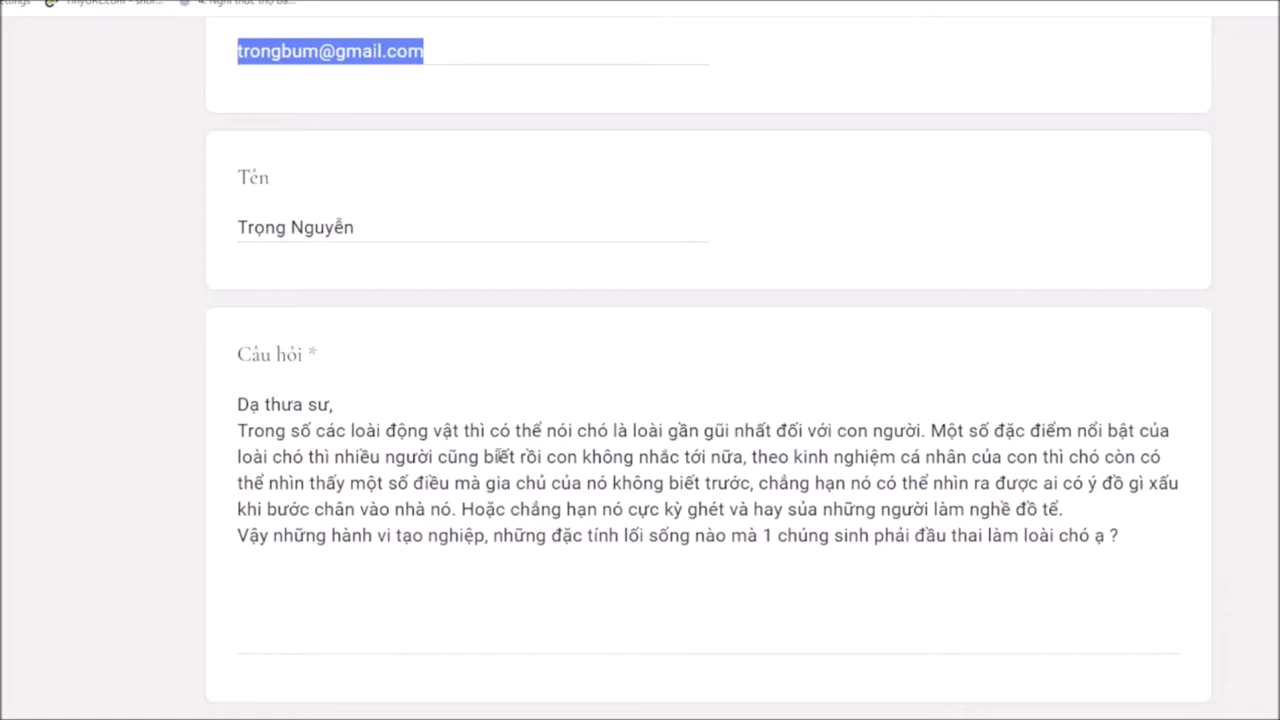 trongbum@gmail.com
Tên
Trọng Nguyễn
Câu hỏi *
Dạ thưa sư,
Trong số các loài động vật thì có thể nói chó là loài gần gũi nhất đối với con người. Một số đặc điểm nổi bật của
loài chó thì nhiều người cũng biết rồi con không nhắc tới nữa, theo kinh nghiệm cá nhân của con thì chó còn có
thể nhìn thấy một số điều mà gia chủ của nó không biết trước, chẳng hạn nó có thể nhìn ra được ai có ý đồ gì xấu
khi bước chân vào nhà nó. Hoặc chẳng hạn nó cực kỳ ghét và hay sủa những người làm nghề đồ tể.
Vậy những hành vi tạo nghiệp, những đặc tính lối sống nào mà 1 chúng sinh phải đầu thai làm loài chó ạ ?